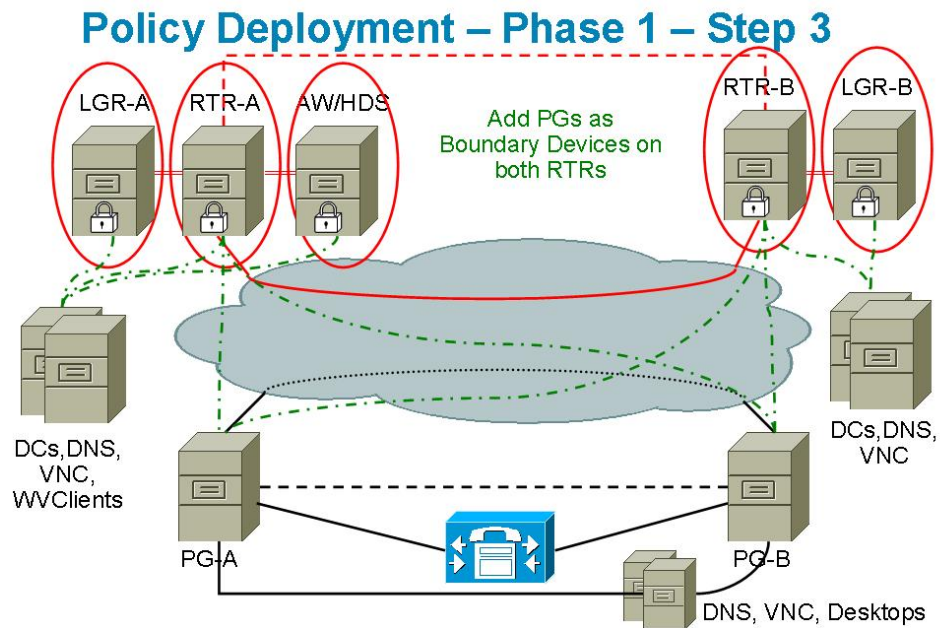 Policy Deployment – Phase 1 – Step 3
LGR-A
RTR-A
AW/HDS
RTR-B
LGR-B
Add PGs as
Boundary Devices on
both RTRs
DCs,DNS,
VNC,
WVClients
DCs,DNS,
VNC
PG-A
PG-B
DNS, VNC, Desktops